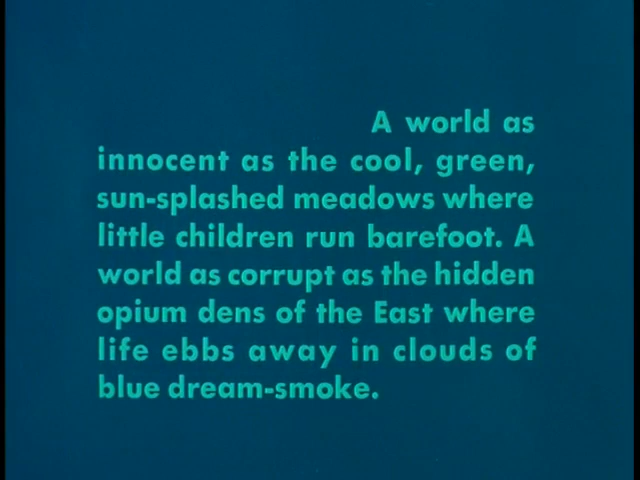 A world as
innocent as the cool, green,
sun-splashed meadows where
little children run barefoot. A
world as corrupt as the hidden
opium dens of the East where
life ebbs away in clouds of
blue dream-smoke.